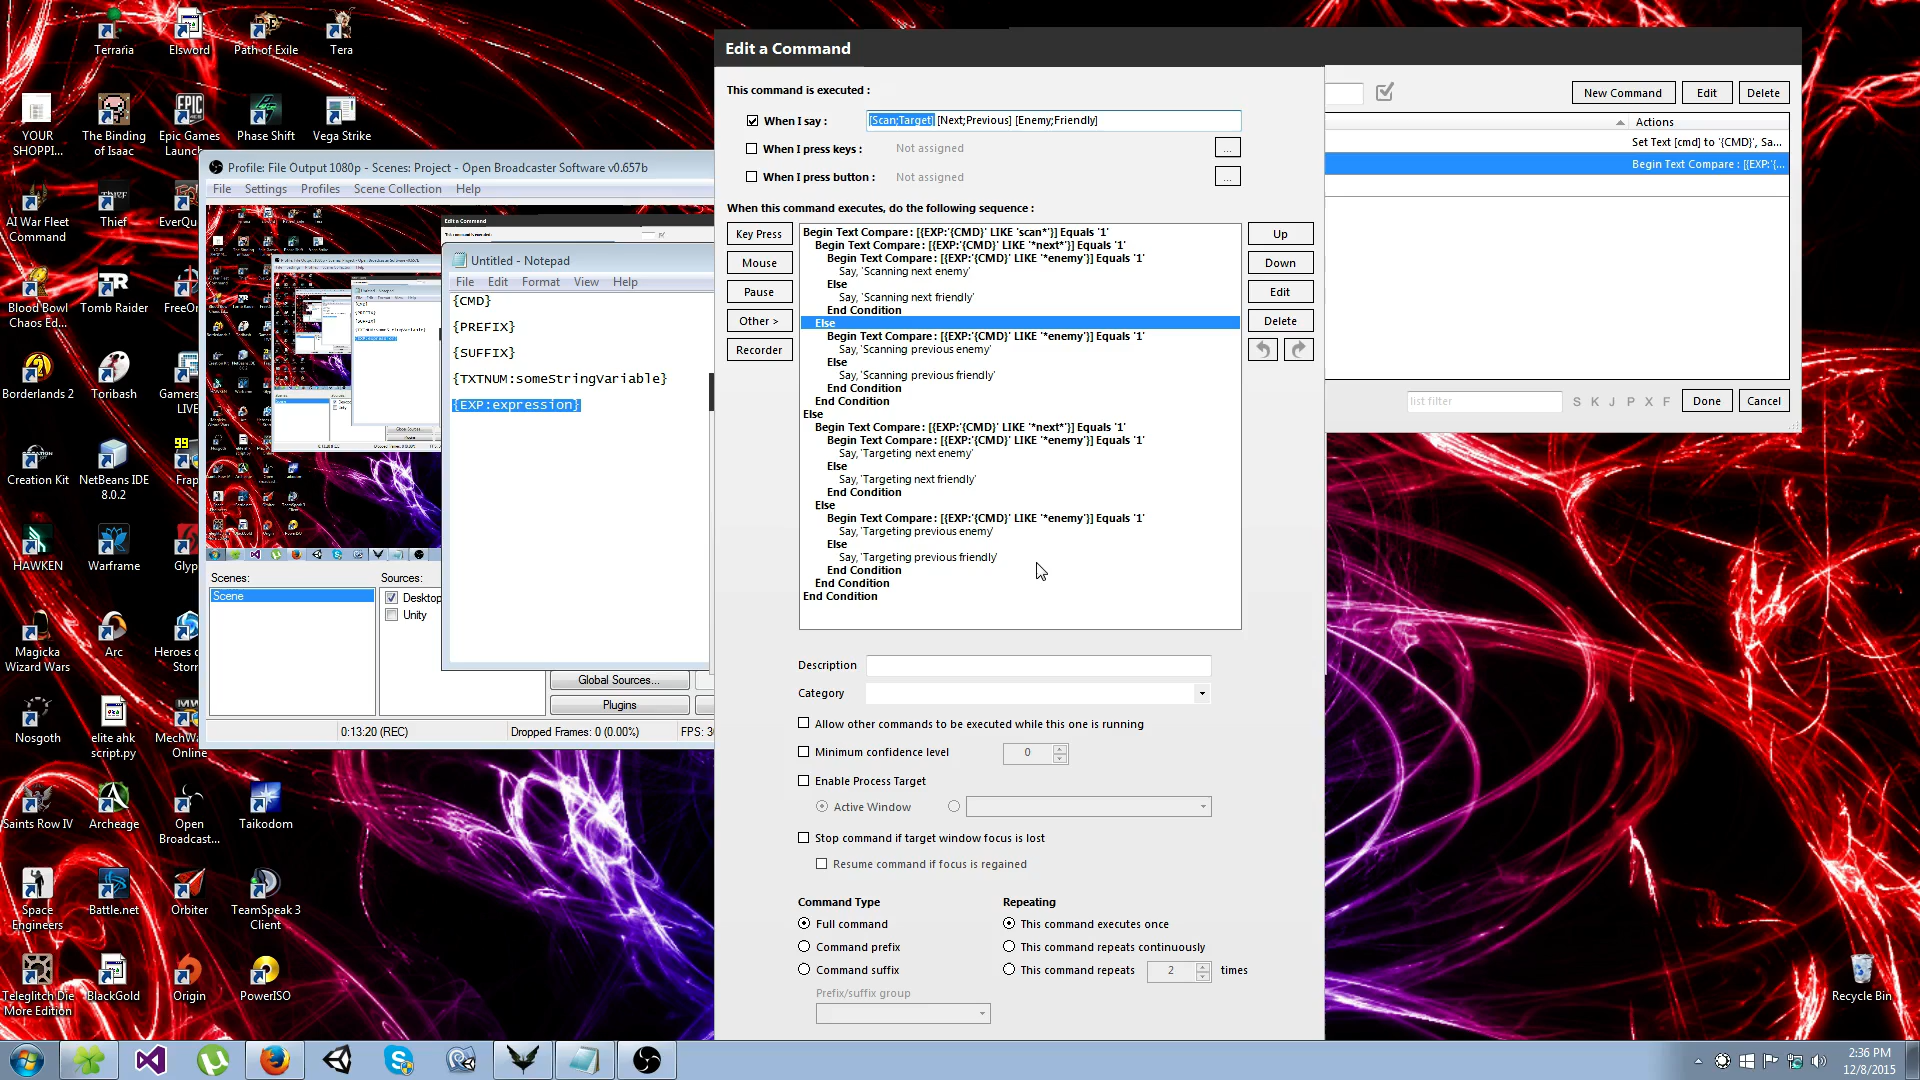 Terraria
Elsword
Path of Exile
Tera
YOUR SHOPPI...
The Binding of Isaac
Epic Games Launch
Phase Shift
Vega Strike
AI War Fleet Command
Thief
EverQu
Blood Bowl Chaos Ed...
Tomb Raider
FreeOr
Borderlands 2
Toribash
Gamers LIVE
Creation Kit
NetBeans IDE 8.0.2
99
Frap
HAWKEN
Warframe
Glyp
Magicka Wizard Wars
Arc
Heroes o Storr
Nosgoth
elite ahk script.py
MechW Online
Saints Row IV
Archeage
Open Broadcast...
Taikodom
Space Engineers
Battle.net
Orbiter
TeamSpeak 3 Client
Teleglitch Die More Edition
BlackGold
Origin
PowerISO
Recycle Bin
Profile: File Output 1080p - Scenes: Project - Open Broadcaster Software v0.657b
File Settings Profiles Scene Collection Help
Scenes:
Scene
Sources:
Desktop
Unity
Global Sources...
Plugins
0:13:20 (REC)
Dropped Frames: 0 (0.00%)
FPS: 3
Untitled - Notepad
File Edit Format View Help
{CMD}
{PREFIX}
{SUFFIX}
{TXTNUM:someStringVariable}
{EXP:expression}
Edit a Command
This command is executed :
When I say : [Scan;Target] [Next;Previous] [Enemy;Friendly]
When I press keys : Not assigned ...
When I press button : Not assigned ...
When this command executes, do the following sequence :
Key Press
Mouse
Pause
Other >
Recorder
Begin Text Compare : [{EXP:'{CMD}' LIKE 'scan*'}] Equals '1'
Begin Text Compare : [{EXP:'{CMD}' LIKE '*next*'}] Equals '1'
Begin Text Compare : [{EXP:'{CMD}' LIKE '*enemy'}] Equals '1'
Say, 'Scanning next enemy'
Else
Say, 'Scanning next friendly'
End Condition
Else
Begin Text Compare : [{EXP:'{CMD}' LIKE '*enemy'}] Equals '1'
Say, 'Scanning previous enemy'
Else
Say, 'Scanning previous friendly'
End Condition
End Condition
Else
Begin Text Compare : [{EXP:'{CMD}' LIKE '*next*'}] Equals '1'
Begin Text Compare : [{EXP:'{CMD}' LIKE '*enemy'}] Equals '1'
Say, 'Targeting next enemy'
Else
Say, 'Targeting next friendly'
End Condition
Else
Begin Text Compare : [{EXP:'{CMD}' LIKE '*enemy'}] Equals '1'
Say, 'Targeting previous enemy'
Else
Say, 'Targeting previous friendly'
End Condition
End Condition
End Condition
Up
Down
Edit
Delete
Description
Category
Allow other commands to be executed while this one is running
Minimum confidence level 0
Enable Process Target
Active Window
Stop command if target window focus is lost
Resume command if focus is regained
Command Type
Full command
Command prefix
Command suffix
Prefix/suffix group
Repeating
This command executes once
This command repeats continuously
This command repeats 2 times
New Command Edit Delete
Actions
Set Text [cmd] to '{CMD}', Sa...
Begin Text Compare : [{EXP:'{...
list filter S K J P X F Done Cancel
2:36 PM
12/8/2015